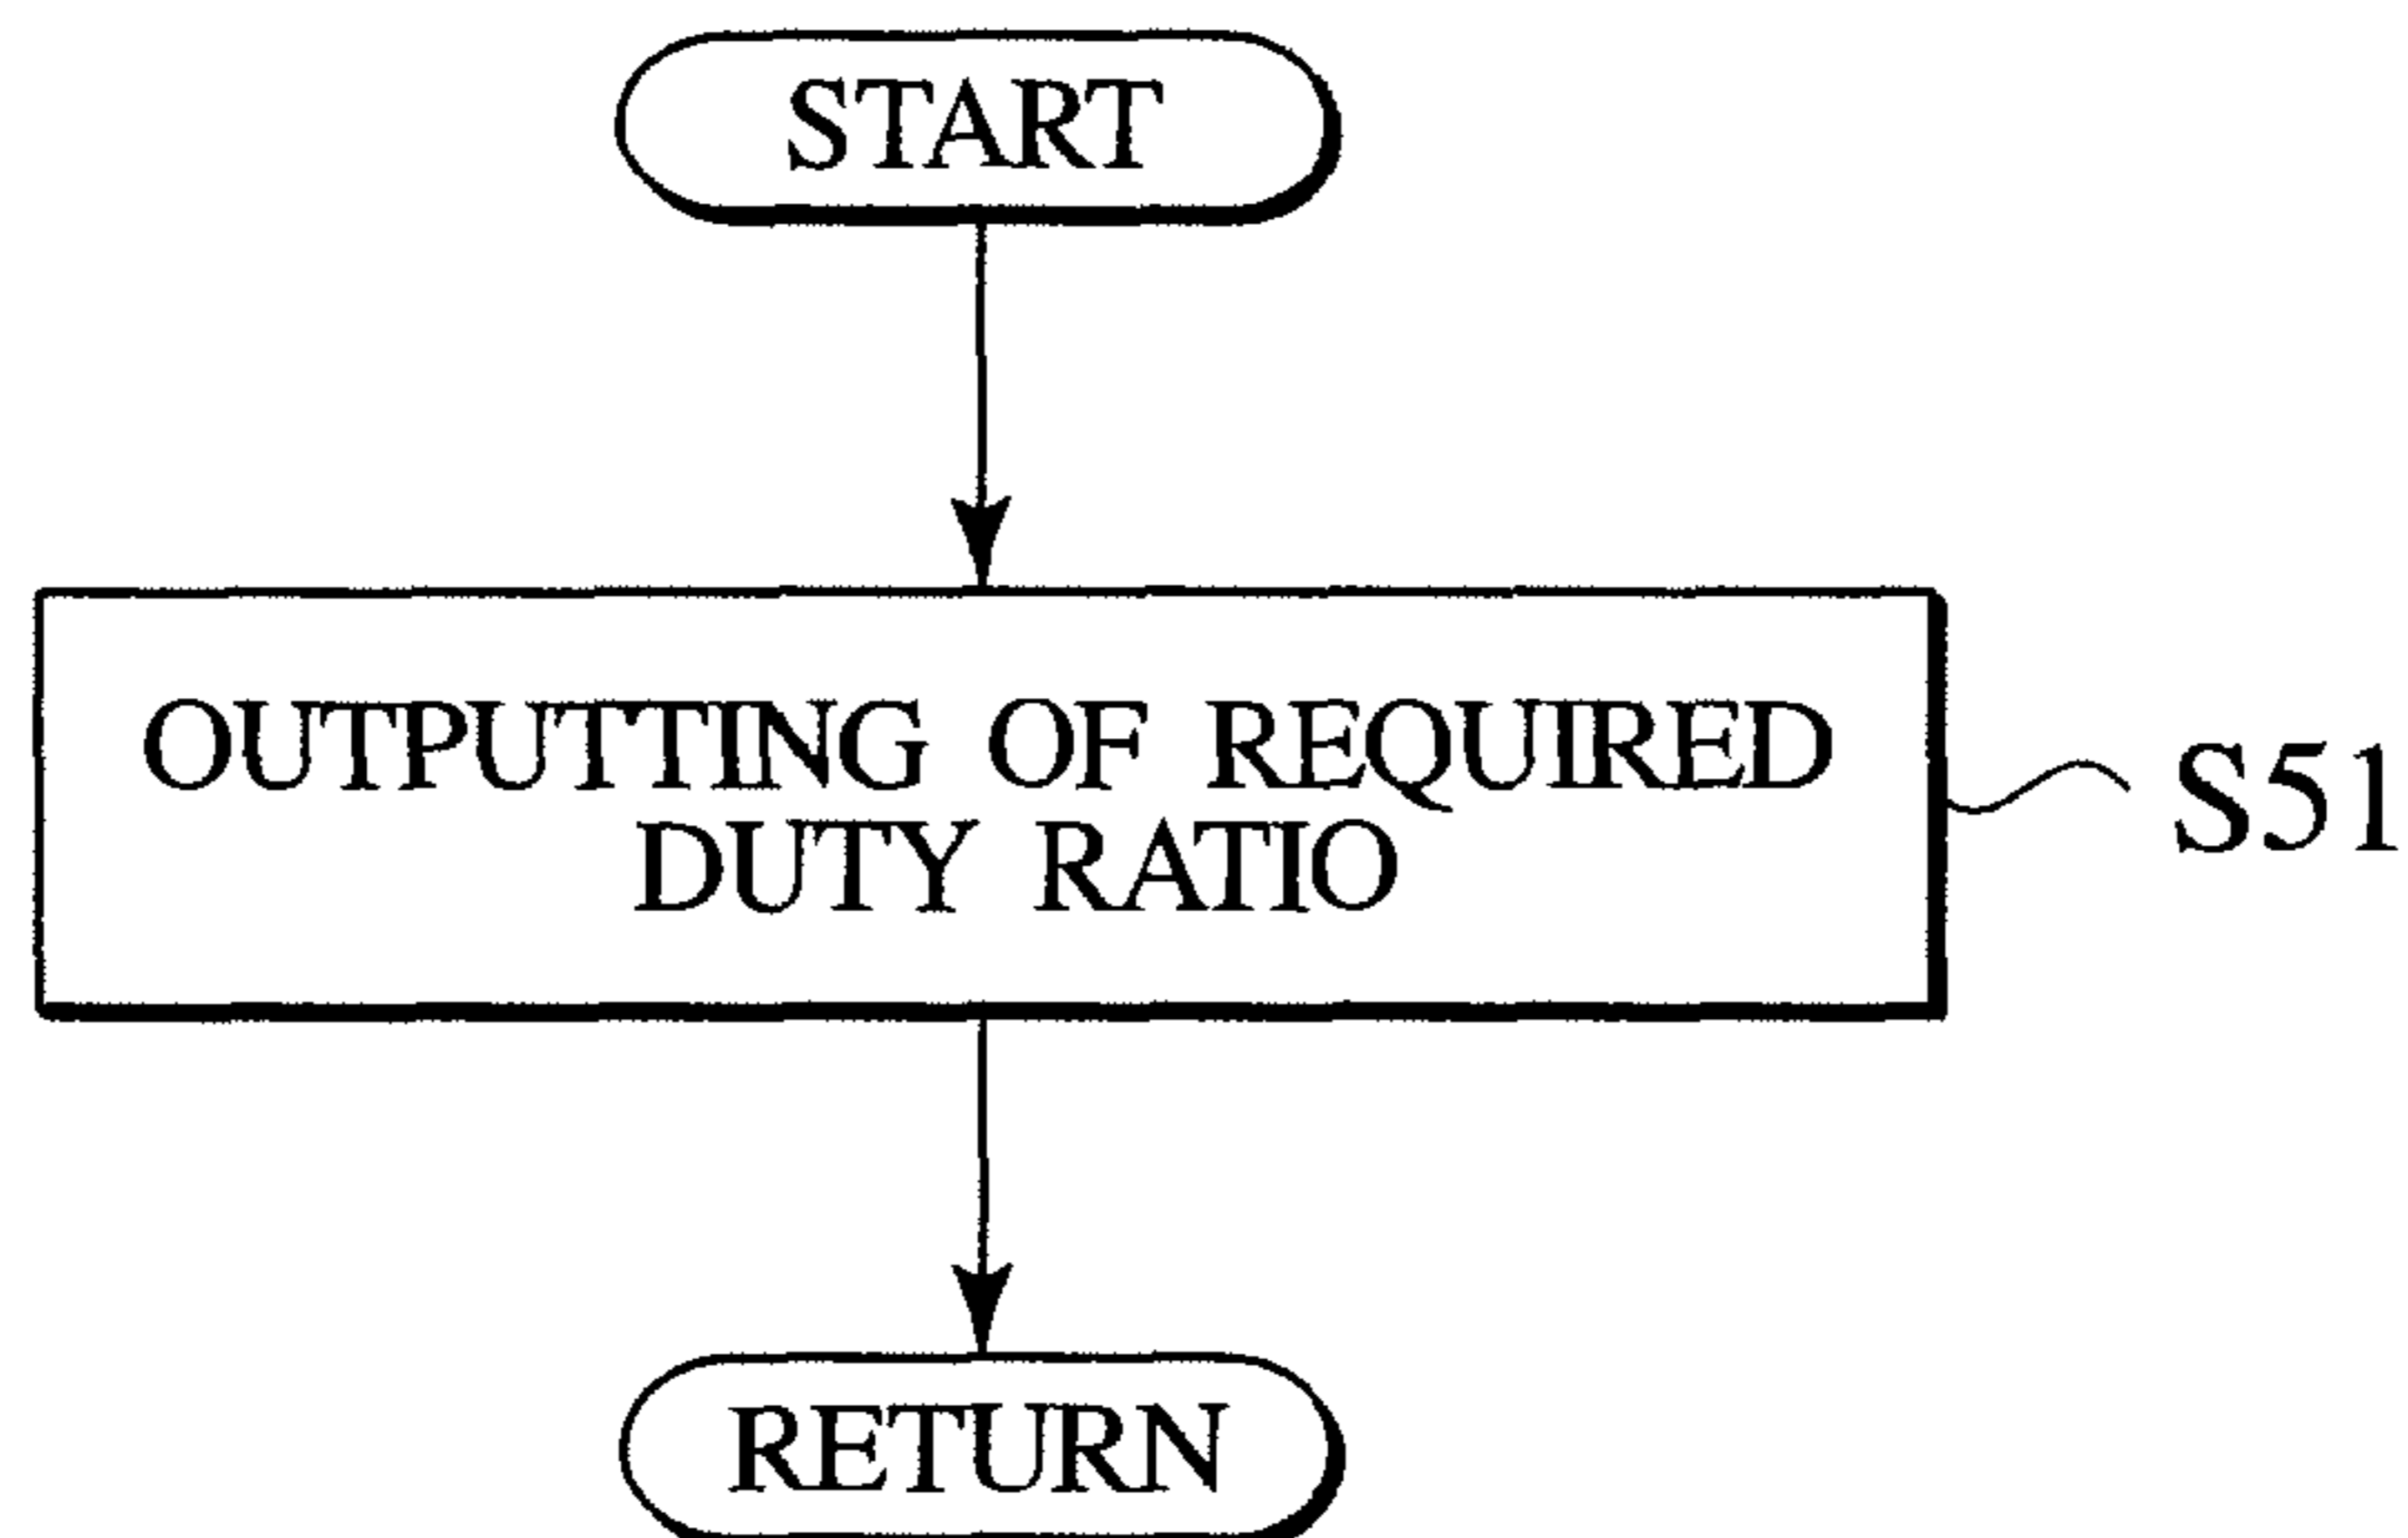 START
OUTPUTTING OF REQUIRED
DUTY RATIO
S51
RETURN